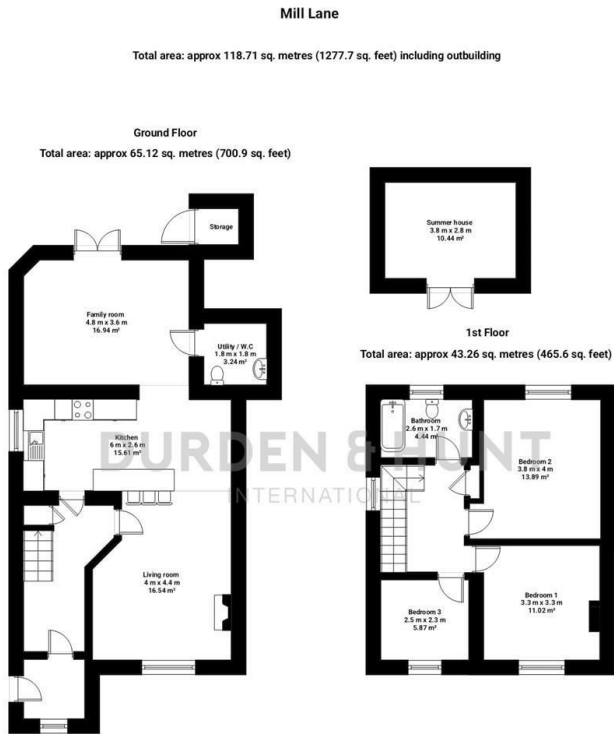 Mill Lane
Total area: approx 118.71 sq. metres (1277.7 sq. feet) including outbuilding
Ground Floor
Total area: approx 65.12 sq. metres (700.9 sq. feet)
Storage
Family room
4.8 m x 3.6 m
16.94 m²
Utility / W.C
1.8 m x 1.8 m
3.24 m²
Kitchen
6 m x 2.6 m
15.61 m²
Living room
4 m x 4.4 m
16.54 m²
Summer house
3.8 m x 2.8 m
10.44 m²
1st Floor
Total area: approx 43.26 sq. metres (465.6 sq. feet)
Bathroom
2.6 m x 1.7 m
4.44 m²
Bedroom 2
3.8 m x 4 m
13.89 m²
Bedroom 1
3.3 m x 3.3 m
11.02 m²
Bedroom 3
2.5 m x 2.3 m
5.87 m²
DURDEN & HUNT
INTERNATIONAL